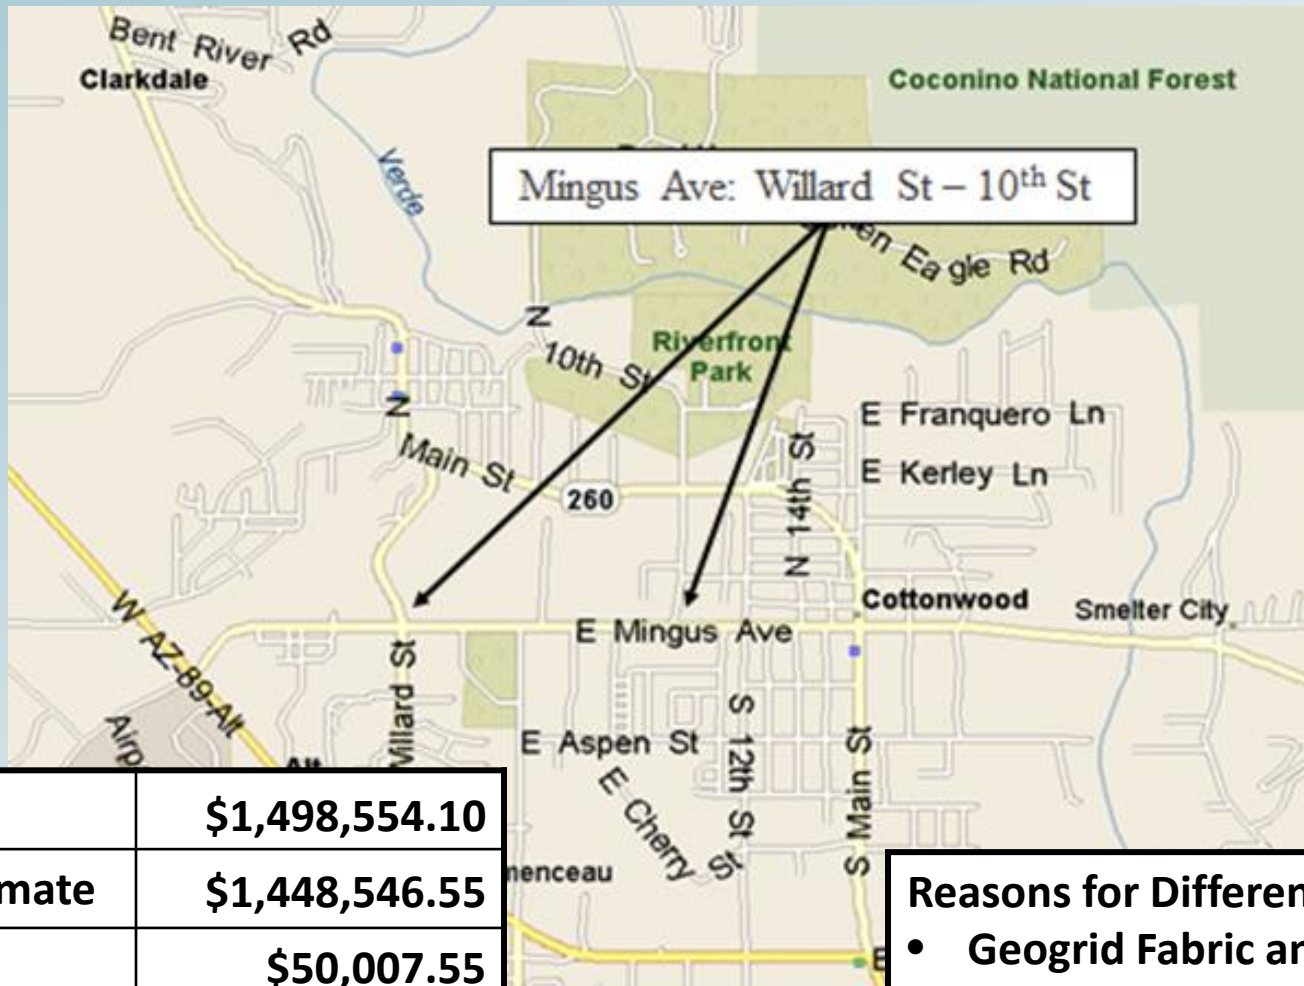 Bent River Rd
Clarkdale
Coconino National Forest
Verde
Mingus Ave: Willard St – 10th St
Eagle Rd
N
10th St
Riverfront
Park
N
Main St
260
E Franquero Ln
E Kerley Ln
N 14th St
Cottonwood
Smelter City
E Mingus Ave
W AZ-89-Alt
Willard St
S 12th St
S Main St
E Aspen St
E Cherry St
Alt
$1,498,554.10
$1,448,546.55
$50,007.55
Reasons for
• Geogrid Fabric